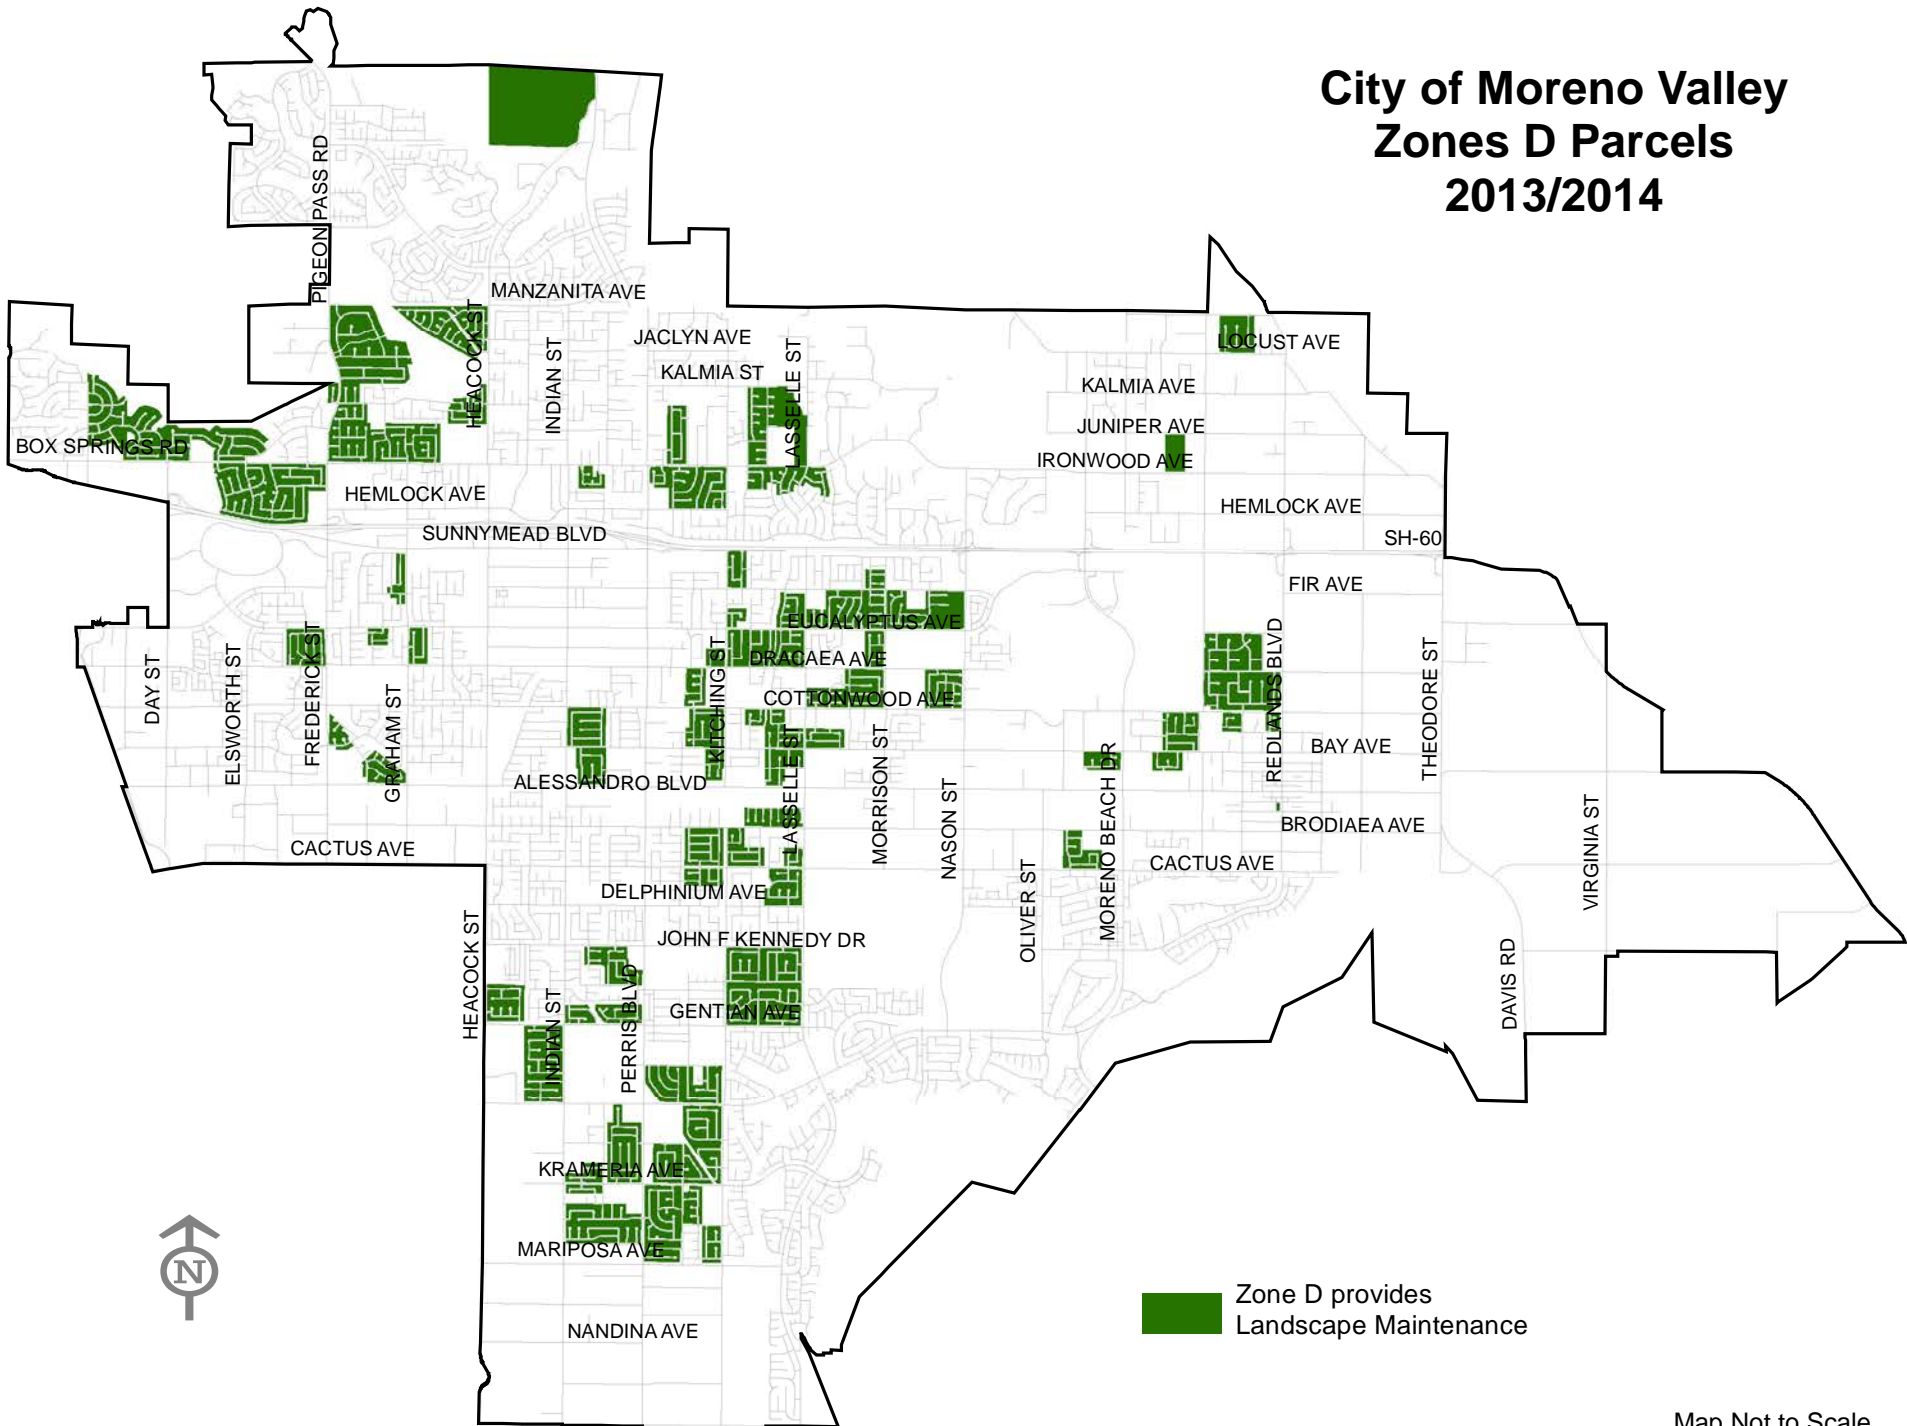 City of Moreno Valley
Zones D Parcels
2013/2014
PIGEON PASS RD
MANZANITA AVE
HEACOCK ST
INDIAN ST
JACLYN AVE
KALMIA ST
LASSELLE ST
LOCUST AVE
KALMIA AVE
JUNIPER AVE
IRONWOOD AVE
BOX SPRINGS RD
HEMLOCK AVE
HEMLOCK AVE
SUNNYMEAD BLVD
SH-60
FIR AVE
EUCALYPTUS AVE
DRACAEA AVE
COTTONWOOD AVE
DAY ST
ELSWORTH ST
FREDERICK ST
GRAHAM ST
KITCHING ST
LASSELLE ST
MORRISON ST
NASON ST
MORENO BEACH DR
REDLANDS BLVD
BAY AVE
THEODORE ST
ALESSANDRO BLVD
BRODIAEA AVE
VIRGINIA ST
CACTUS AVE
CACTUS AVE
DELPHINIUM AVE
OLIVER ST
HEACOCK ST
JOHN F KENNEDY DR
DAVIS RD
INDIAN ST
PERRIS BLVD
GENTIAN AVE
KRAMERIA AVE
MARIPOSA AVE
N
NANDINA AVE
Zone D provides
Landscape Maintenance
Map Not to Scale